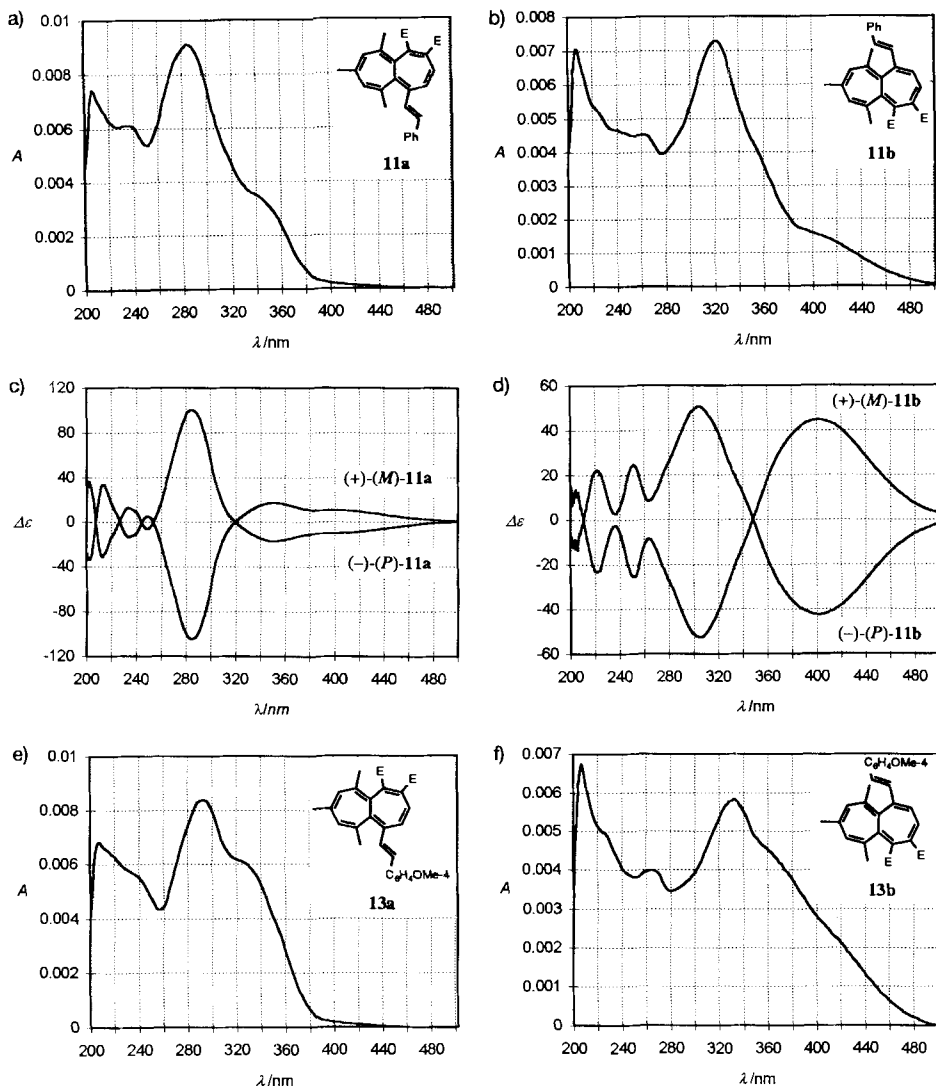 a)
0.01
0.008
0.006
0.004
0.002
0
A
200 240 280 320 360 400 440 480
λ/nm
E
E
Ph
11a
b)
0.008
0.007
0.006
0.005
0.004
0.003
0.002
0.001
0
A
200 240 280 320 360 400 440 480
λ/nm
Ph
E
E
11b
c)
120
80
40
0
-40
-80
-120
Δε
200 240 280 320 360 400 440 480
λ/nm
(+)-(M)-11a
(−)-(P)-11a
d)
60
40
20
0
-20
-40
-60
Δε
200 240 280 320 360 400 440 480
λ/nm
(+)-(M)-11b
(−)-(P)-11b
e)
0.01
0.008
0.006
0.004
0.002
0
A
200 240 280 320 360 400 440 480
λ/nm
E
E
C6H4OMe-4
13a
f)
0.007
0.006
0.005
0.004
0.003
0.002
0.001
0
A
200 240 280 320 360 400 440 480
λ/nm
C6H4OMe-4
E
E
13b